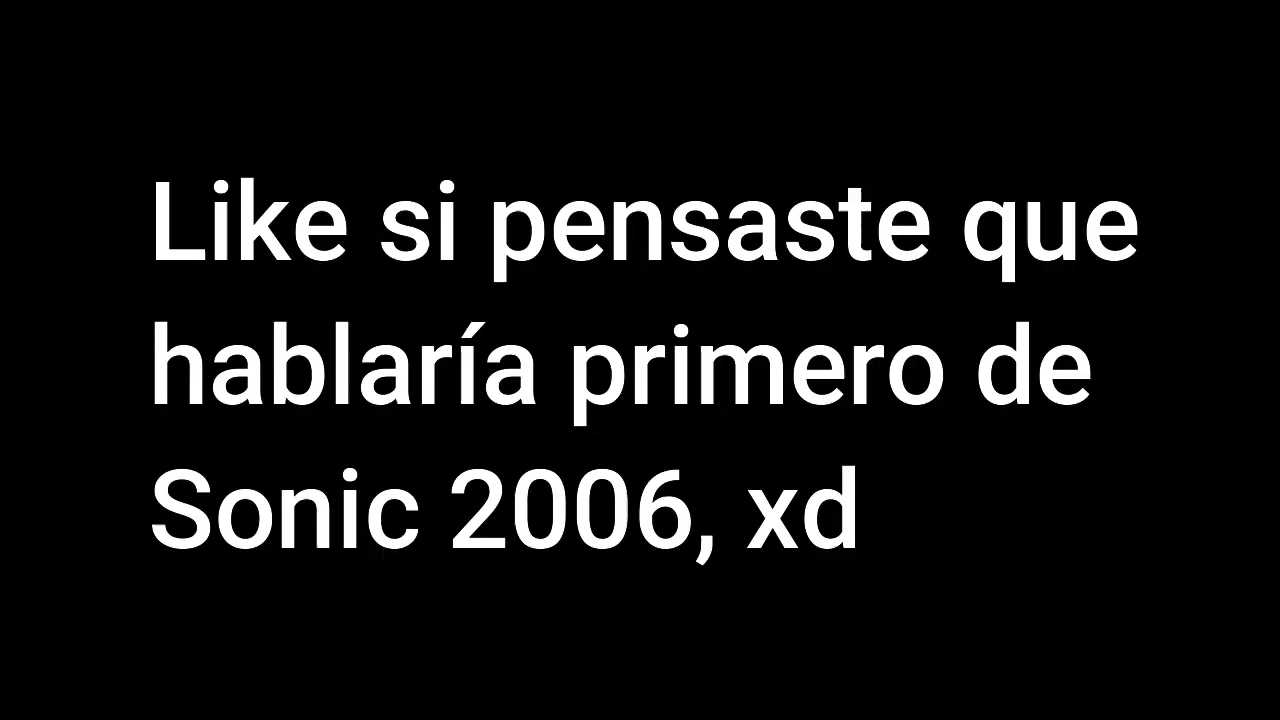 Like si pensaste que
hablaría primero de
Sonic 2006, xd